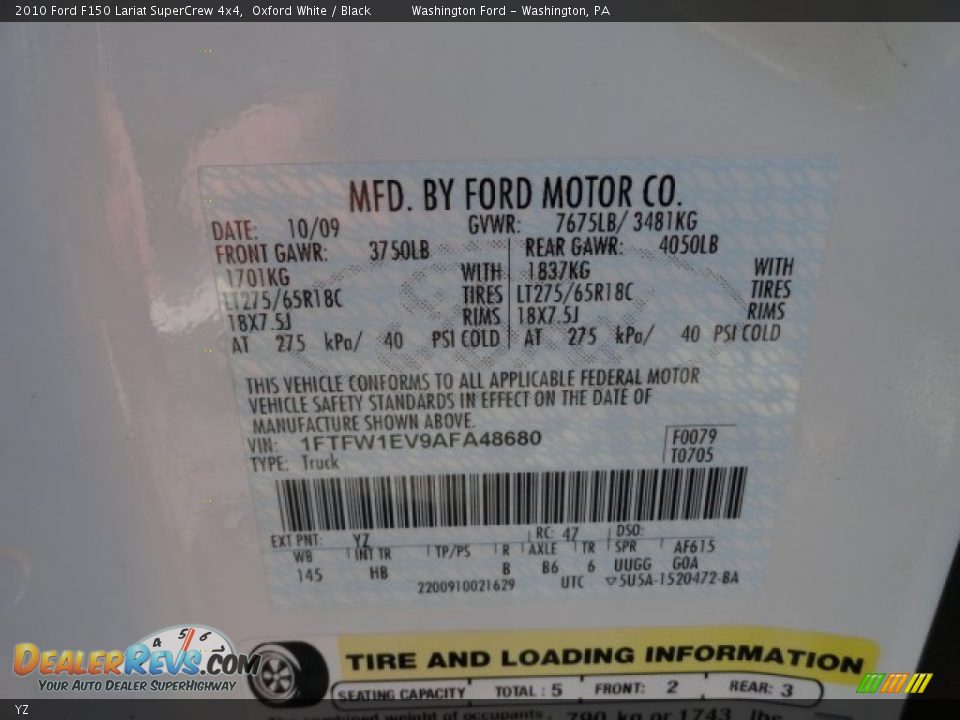 2010 Ford F150 Lariat SuperCrew 4x4, Oxford White / Black Washington Ford - Washington, PA
MFD. BY FORD MOTOR CO.
DATE: 10/09 GVWR: 7675LB/ 3481KG
FRONT GAWR: 3750LB REAR GAWR: 4050LB
1701KG WITH 1837KG WITH
LT275/65R18C TIRES LT275/65R18C TIRES
18X7.5J RIMS 18X7.5J RIMS
AT 275 kPa/ 40 PSI COLD AT 275 kPa/ 40 PSI COLD
THIS VEHICLE CONFORMS TO ALL APPLICABLE FEDERAL MOTOR
VEHICLE SAFETY STANDARDS IN EFFECT ON THE DATE OF
MANUFACTURE SHOWN ABOVE.
VIN: 1FTFW1EV9AFA48680 F0079
TYPE: Truck T0705
EXT PNT: YZ RC: 47 DSO:
WB INT TR TP/PS R AXLE TR SPR AF615
145 HB B B6 6 UUGG GOA
2200910021629 UTC ▽5U5A-1520472-BA
4 5 6
DEALERREVS.COM
YOUR AUTO DEALER SUPERHIGHWAY
TIRE AND LOADING INFORMATION
SEATING CAPACITY TOTAL: 5 FRONT: 2 REAR: 3
YZ